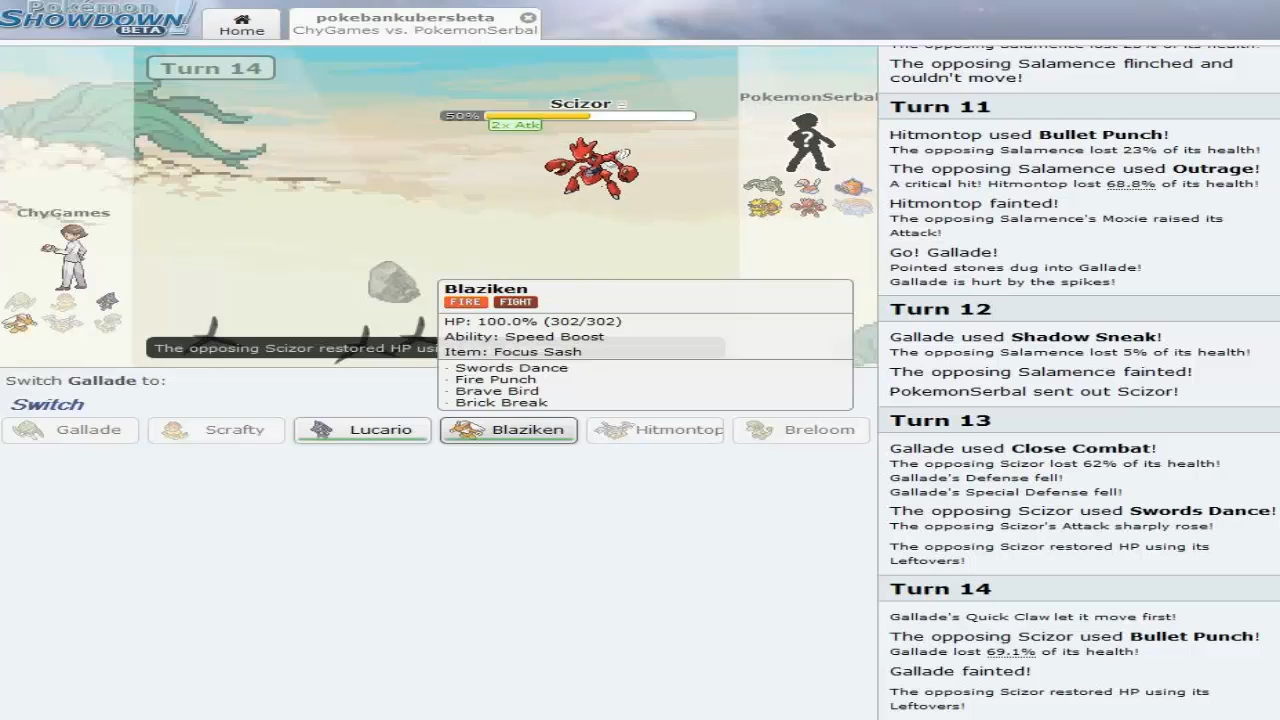 Pokémon
SHOWDOWN
BETA
Home
pokebankubersbeta
ChyGames vs. PokemonSerbal
Turn 14
Scizor
50%
2x Atk
PokemonSerbal
?
ChyGames
The opposing Scizor restored HP usi
Blaziken
FIRE FIGHT
HP: 100.0% (302/302)
Ability: Speed Boost
Item: Focus Sash
· Swords Dance
· Fire Punch
· Brave Bird
· Brick Break
Switch Gallade to:
Switch
Gallade
Scrafty
Lucario
Blaziken
Hitmontop
Breloom
The opposing Salamence lost 25% of its health!
The opposing Salamence flinched and
couldn't move!
Turn 11
Hitmontop used Bullet Punch!
The opposing Salamence lost 23% of its health!
The opposing Salamence used Outrage!
A critical hit! Hitmontop lost 68.8% of its health!
Hitmontop fainted!
The opposing Salamence's Moxie raised its
Attack!
Go! Gallade!
Pointed stones dug into Gallade!
Gallade is hurt by the spikes!
Turn 12
Gallade used Shadow Sneak!
The opposing Salamence lost 5% of its health!
The opposing Salamence fainted!
PokemonSerbal sent out Scizor!
Turn 13
Gallade used Close Combat!
The opposing Scizor lost 62% of its health!
Gallade's Defense fell!
Gallade's Special Defense fell!
The opposing Scizor used Swords Dance!
The opposing Scizor's Attack sharply rose!
The opposing Scizor restored HP using its
Leftovers!
Turn 14
Gallade's Quick Claw let it move first!
The opposing Scizor used Bullet Punch!
Gallade lost 69.1% of its health!
Gallade fainted!
The opposing Scizor restored HP using its
Leftovers!